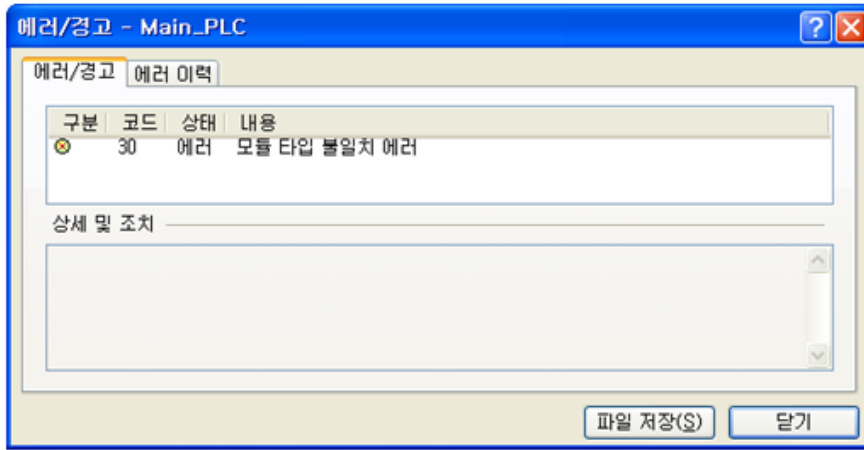 에러/경고 - Main_PLC
에러/경고 에러 이력
구분 코드 상태 내용
30 에러 모듈 타입 불일치 에러
상세 및 조치
파일 저장(S) 닫기